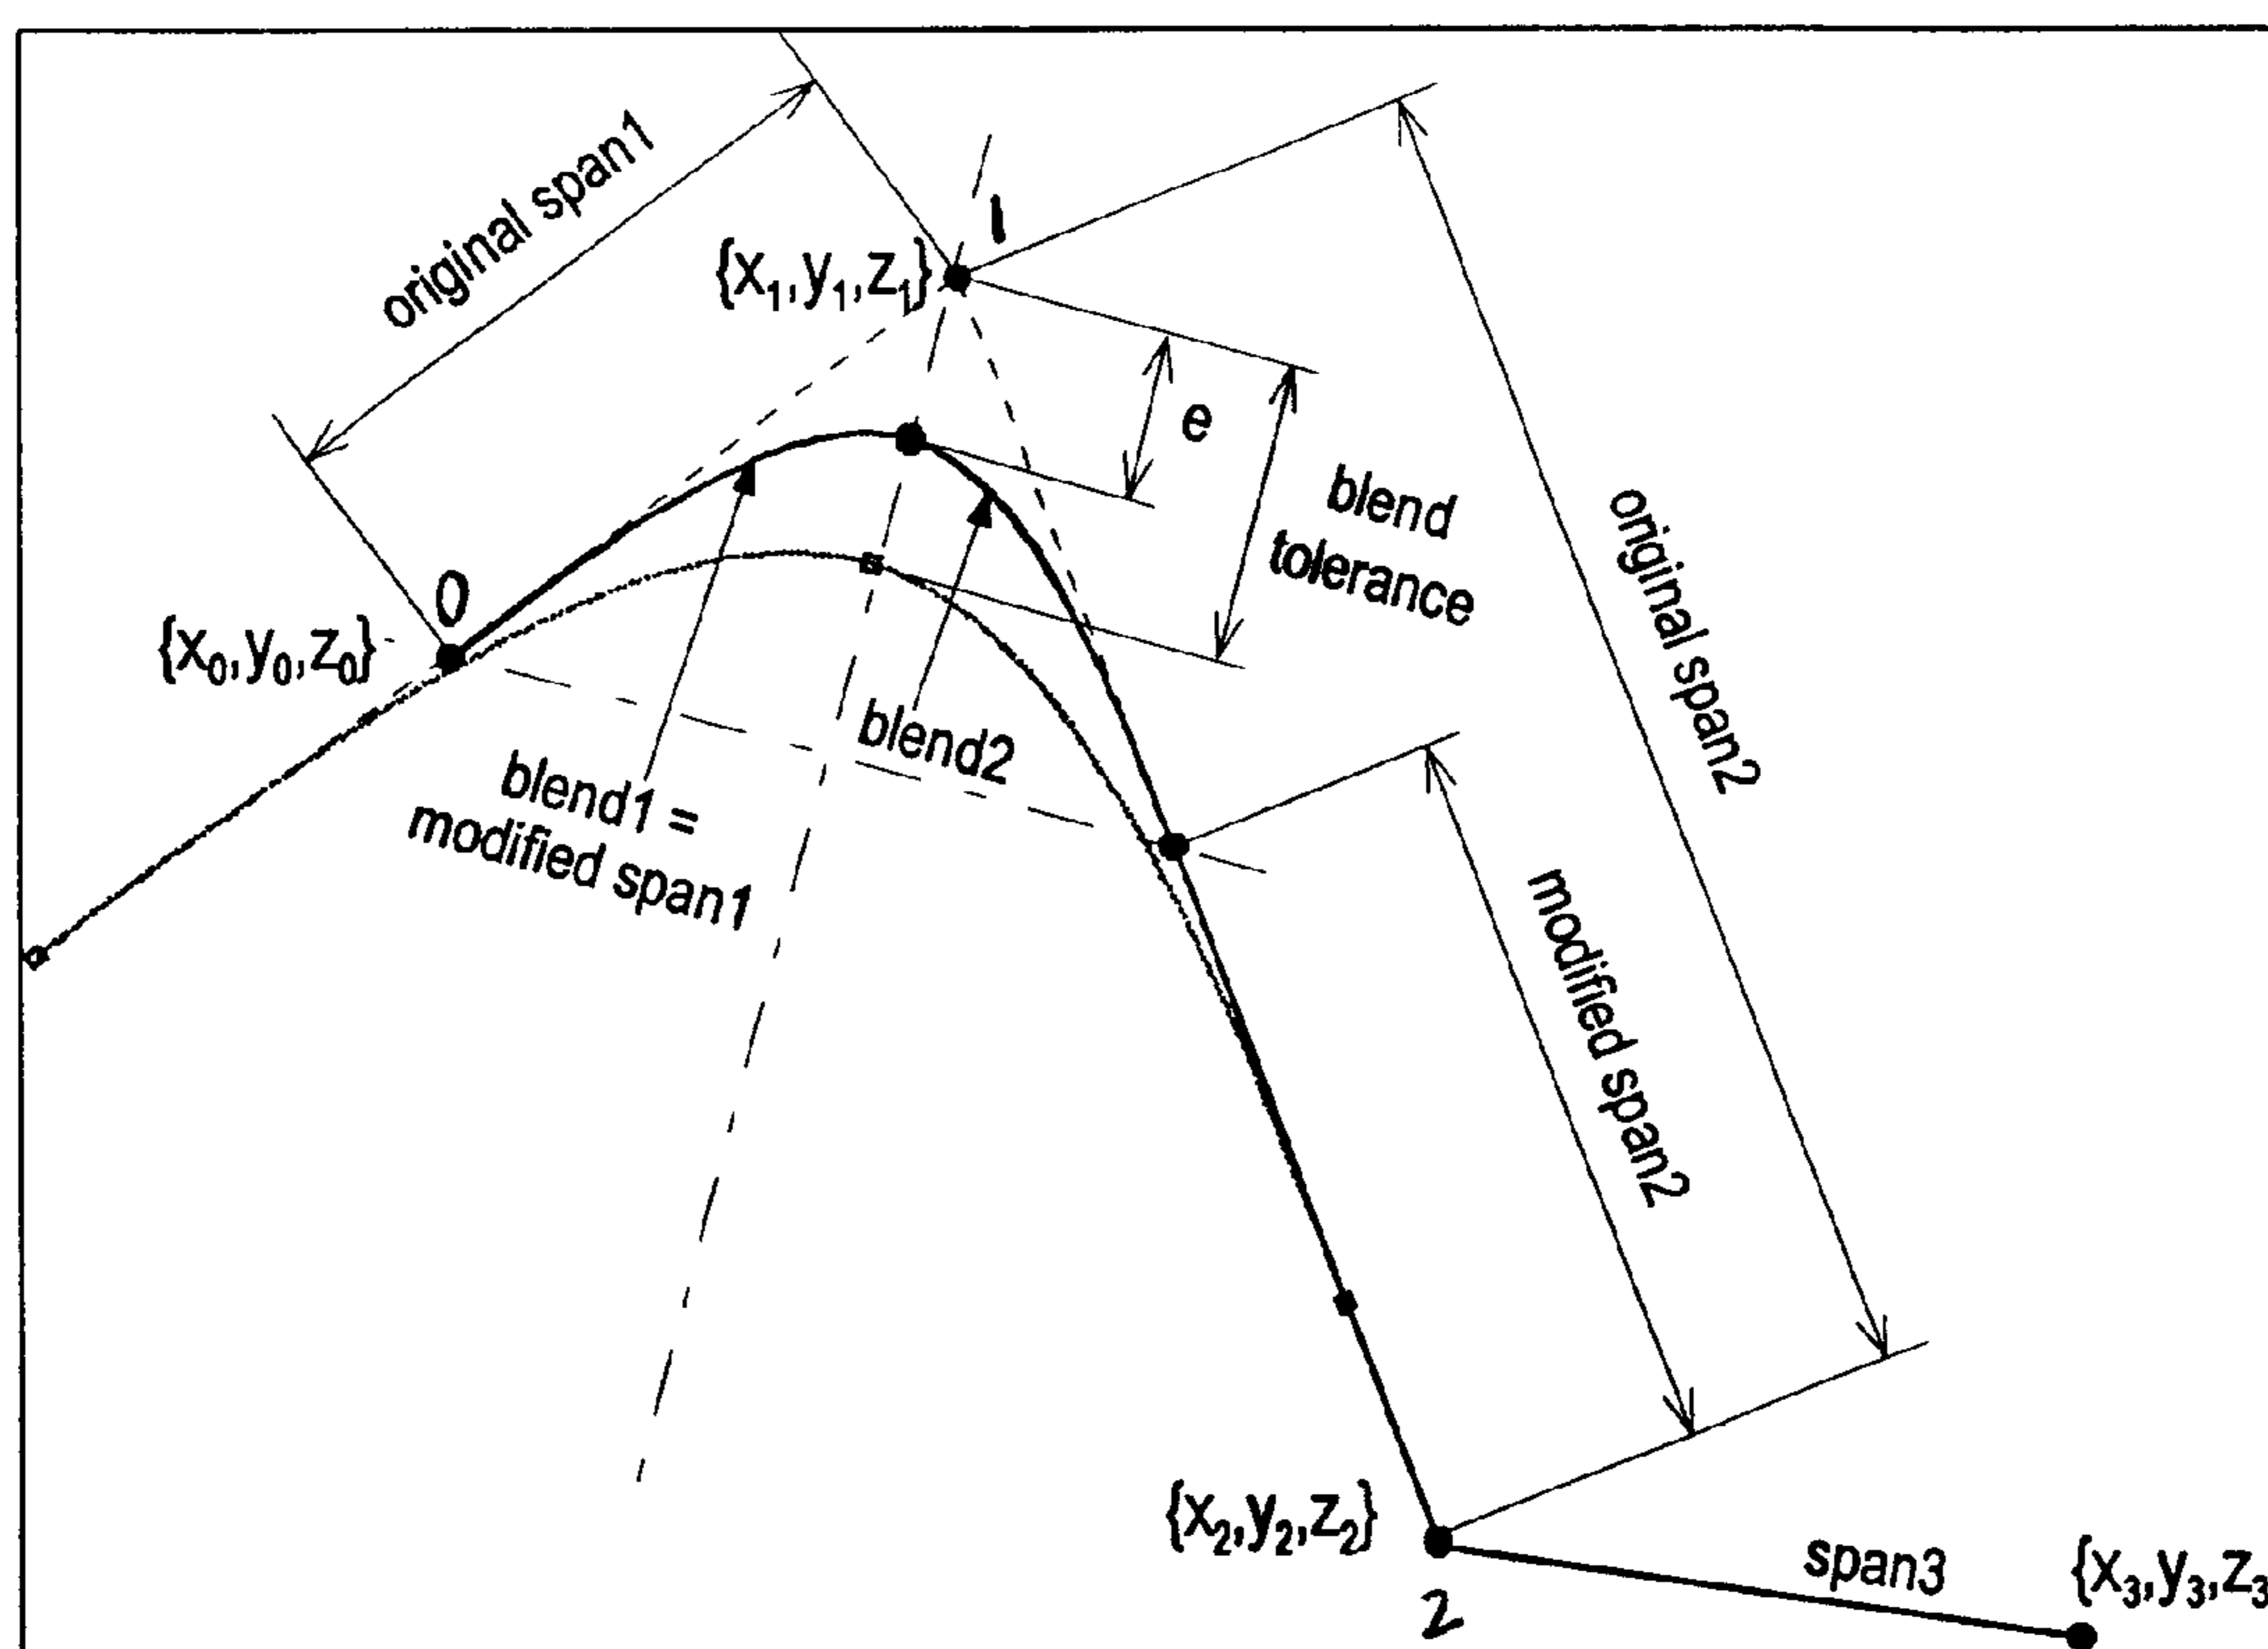 original span1
1
{x₁,y₁,z₁}
e
blend
tolerance
original span2
0
{x₀,y₀,z₀}
blend2
blend1 =
modified span1
modified span2
{x₂,y₂,z₂}
2
span3
{x₃,y₃,z₃